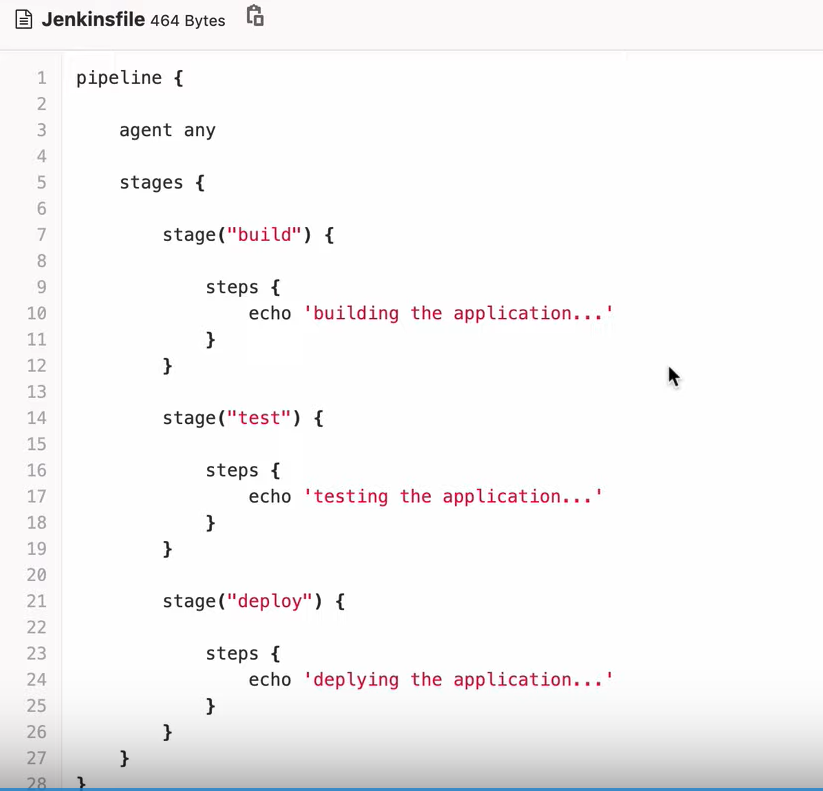 Jenkinsfile 464 Bytes
1 pipeline {
2
3     agent any
4
5     stages {
6
7         stage("build") {
8
9             steps {
10                 echo 'building the application...'
11             }
12         }
13
14         stage("test") {
15
16             steps {
17                 echo 'testing the application...'
18             }
19         }
20
21         stage("deploy") {
22
23             steps {
24                 echo 'deplying the application...'
25             }
26         }
27     }
28 }